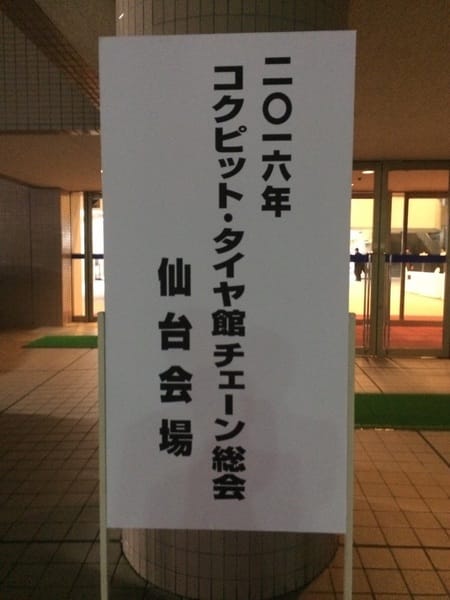 二〇一六年
コクピット・タイヤ館チェーン総会
仙台会場